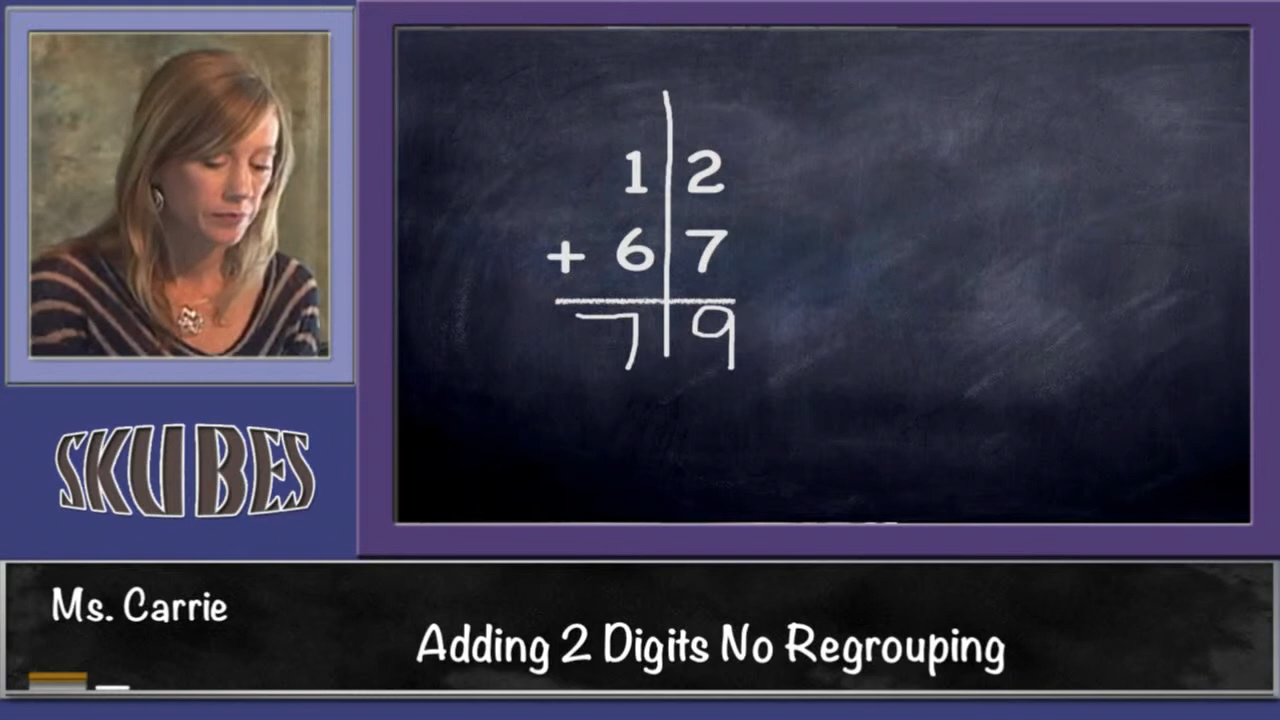 1 2
+ 6 7
7 9
SKUBES
Ms. Carrie
Adding 2 Digits No Regrouping